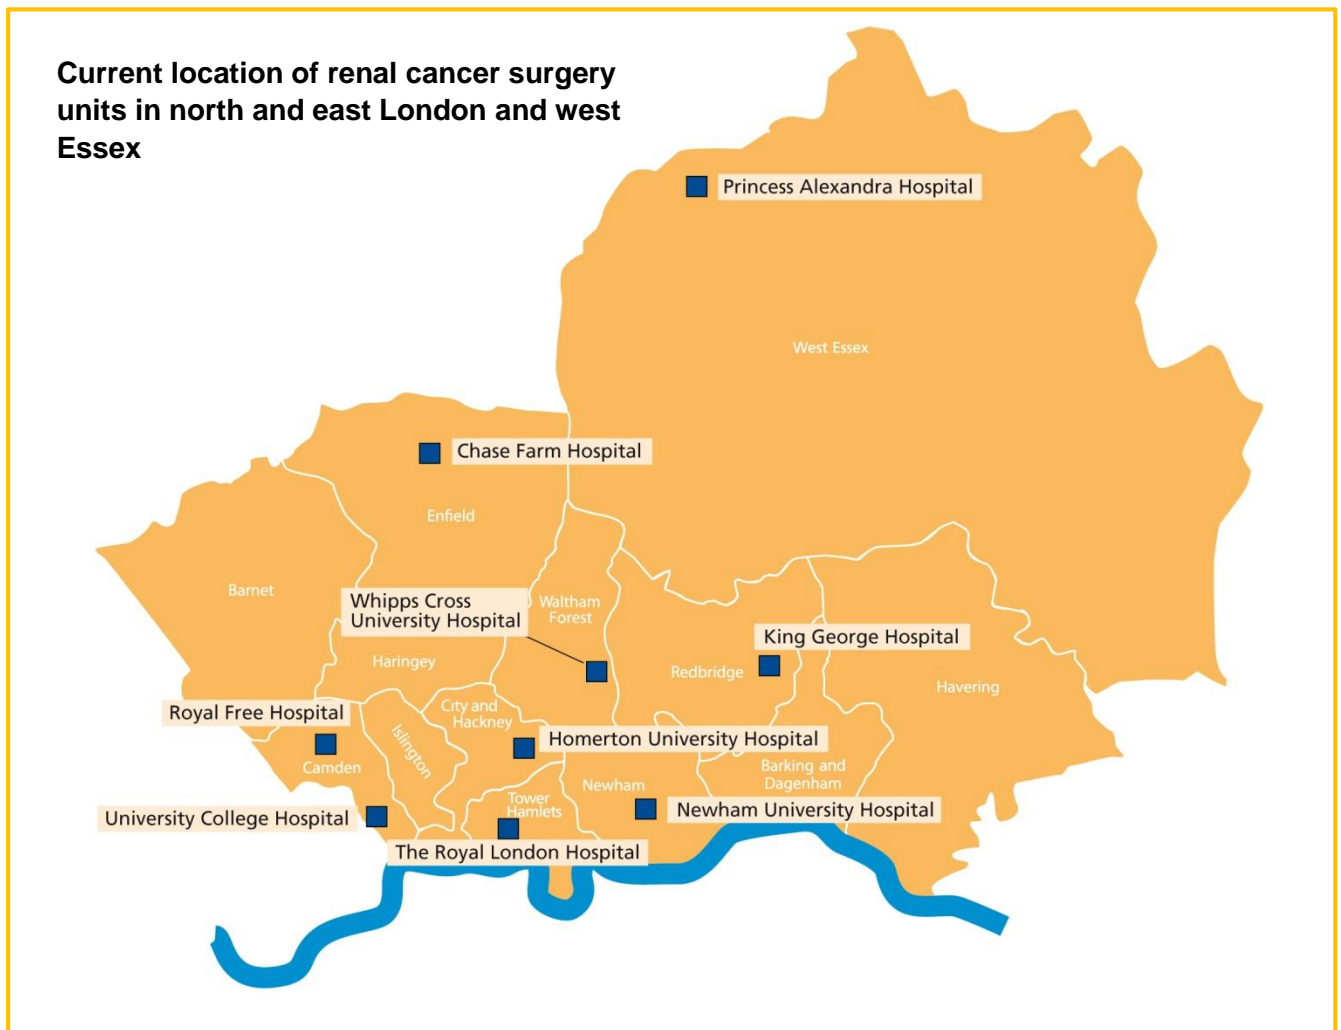 Current location of renal cancer surgery
units in north and east London and west
Essex
Princess Alexandra Hospital
West Essex
Chase Farm Hospital
Enfield
Barnet
Whipps Cross
University Hospital
Waltham
Forest
King George Hospital
Haringey
Redbridge
Havering
Royal Free Hospital
City and
Hackney
Islington
Homerton University Hospital
Camden
Barking and
Dagenham
Newham
Tower
Hamlets
Newham University Hospital
University College Hospital
The Royal London Hospital